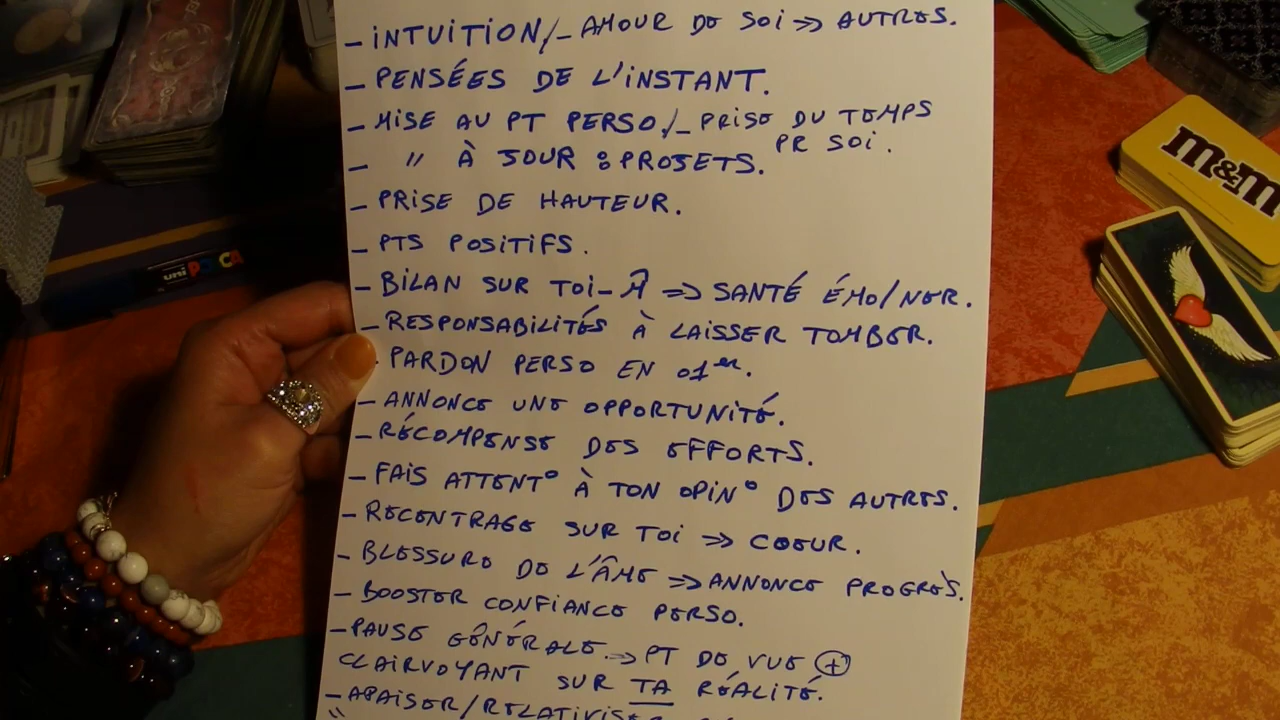 - INTUITION/- AMOUR DE SOI => AUTRES.
- PENSÉES DE L'INSTANT.
- MISE AU PT PERSO/- PRISE DU TEMPS
PR SOI.
- " À JOUR : PROJETS.
- PRISE DE HAUTEUR.
- PTS POSITIFS.
- BILAN SUR TOI- M̂ => SANTÉ ÉMO/NER.
- RESPONSABILITÉS À LAISSER TOMBER.
- PARDON PERSO EN 01er.
- ANNONCE UNE OPPORTUNITÉ.
- RÉCOMPENSE DES EFFORTS.
- FAIS ATTENT° À TON OPIN° DES AUTRES.
- RECENTRAGE SUR TOI => COEUR.
- BLESSURE DE L'ÂME => ANNONCE PROGRÈS.
- BOOSTER CONFIANCE PERSO.
- PAUSE GÉNÉRALE => PT DE VUE +
CLAIRVOYANT SUR TA RÉALITÉ.
- APAISER/RELATIVISER
"
uni POSCA
M&M